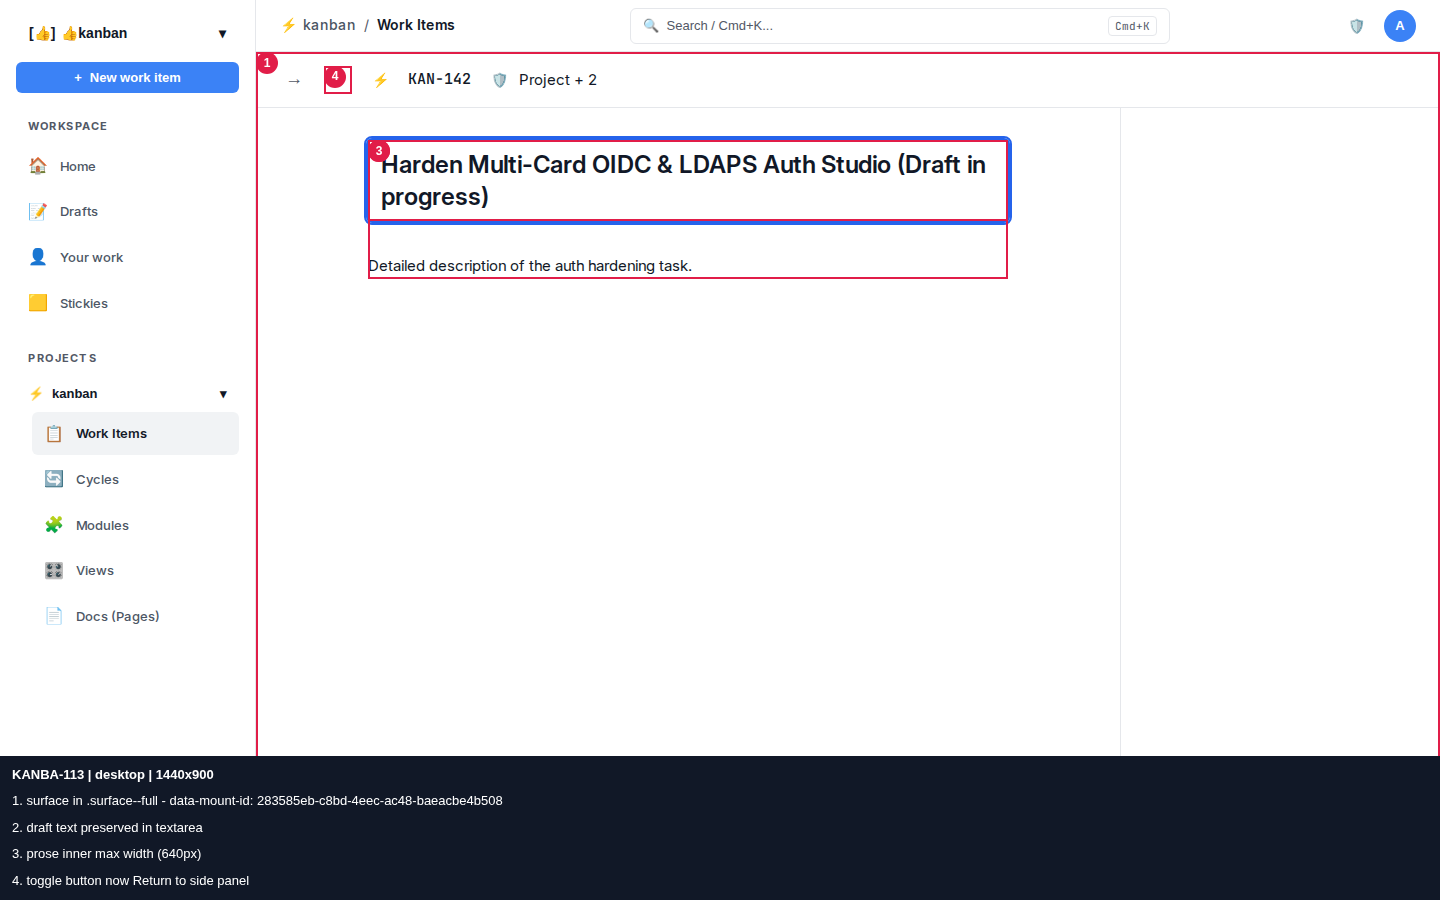 [👍] 👍kanban ▼
+ New work item
WORKSPACE
🏠 Home
📝 Drafts
👤 Your work
🟨 Stickies
PROJECTS
⚡ kanban ▼
📋 Work Items
🔄 Cycles
🧩 Modules
🎛️ Views
📄 Docs (Pages)
⚡ kanban / Work Items
🔍 Search / Cmd+K...
Cmd+K
🛡️
A
1
→
4
⚡ KAN-142 🛡️ Project + 2
3
Harden Multi-Card OIDC & LDAPS Auth Studio (Draft in
progress)
Detailed description of the auth hardening task.
KANBA-113 | desktop | 1440x900
1. surface in .surface--full - data-mount-id: 283585eb-c8bd-4eec-ac48-baeacbe4b508
2. draft text preserved in textarea
3. prose inner max width (640px)
4. toggle button now Return to side panel